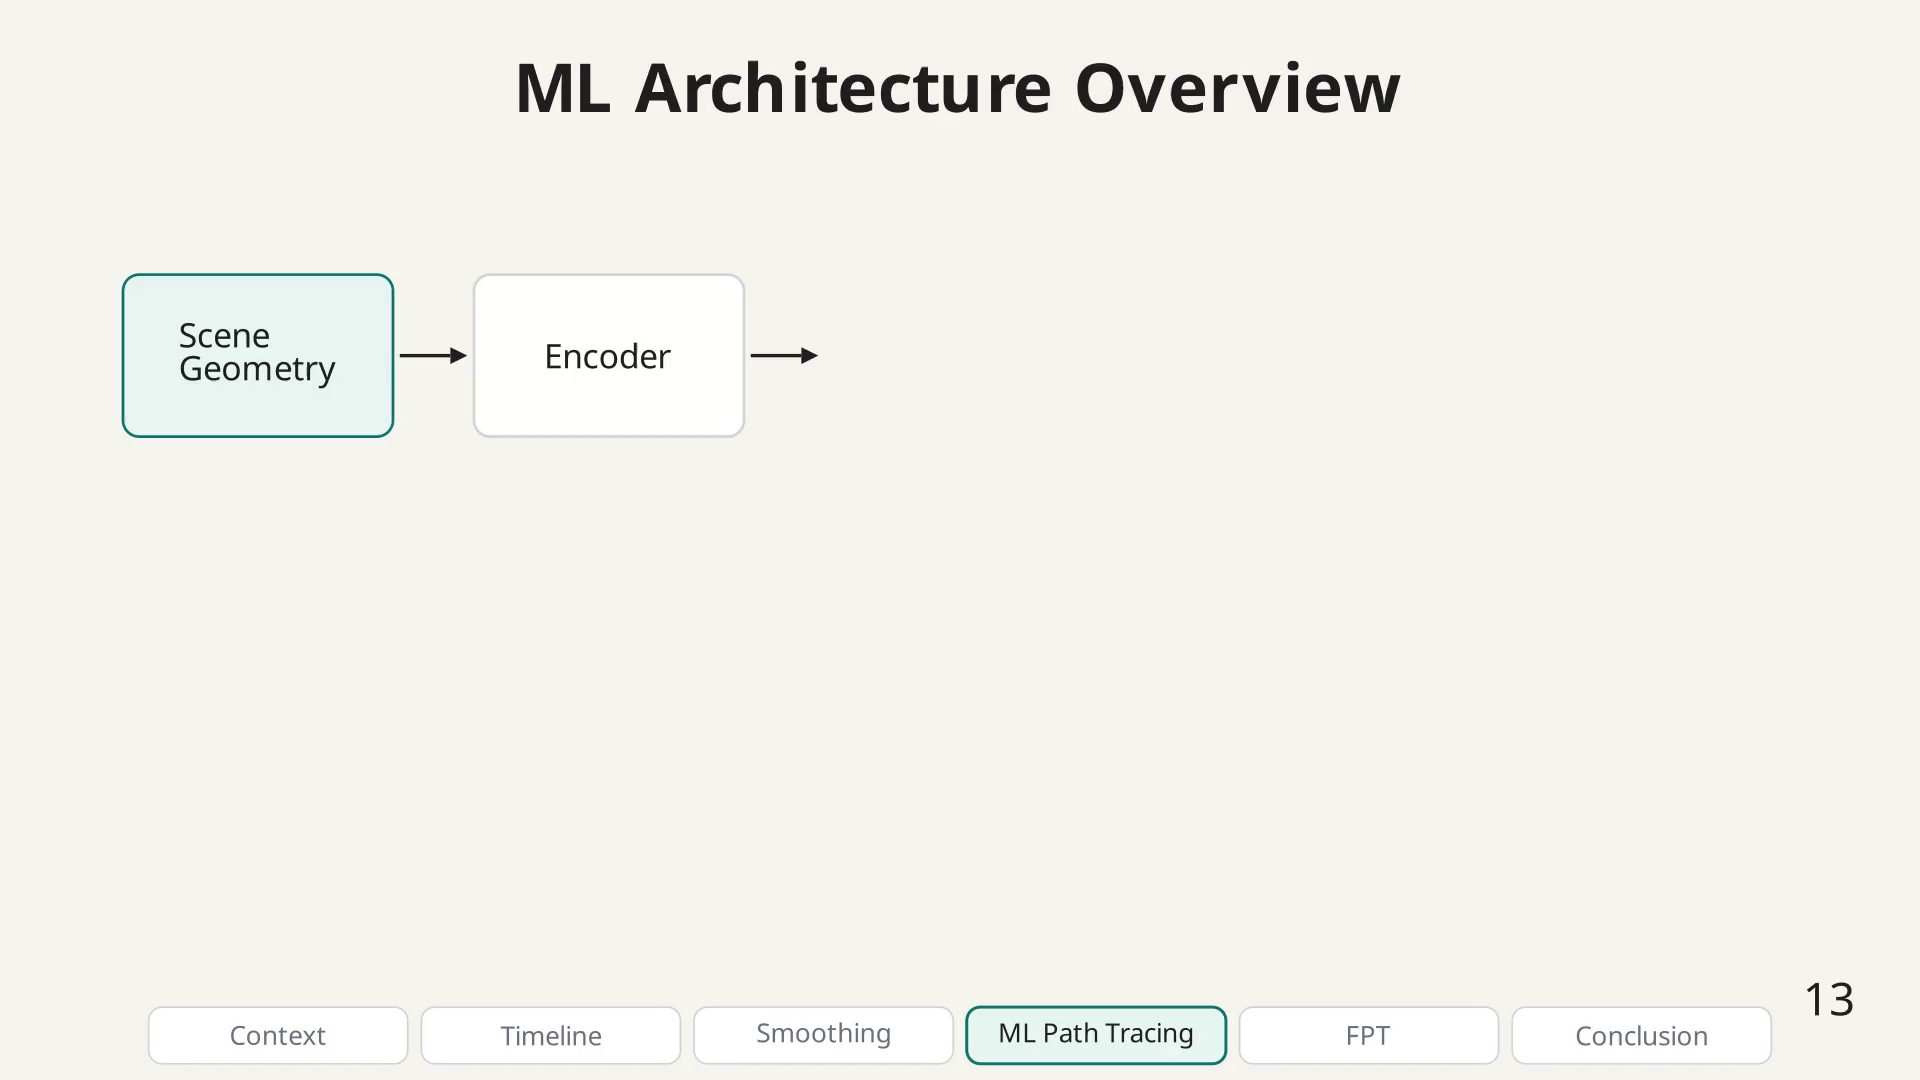 ML Architecture Overview
Scene
Geometry
Encoder
13
Context
Timeline
Smoothing
ML Path Tracing
FPT
Conclusion